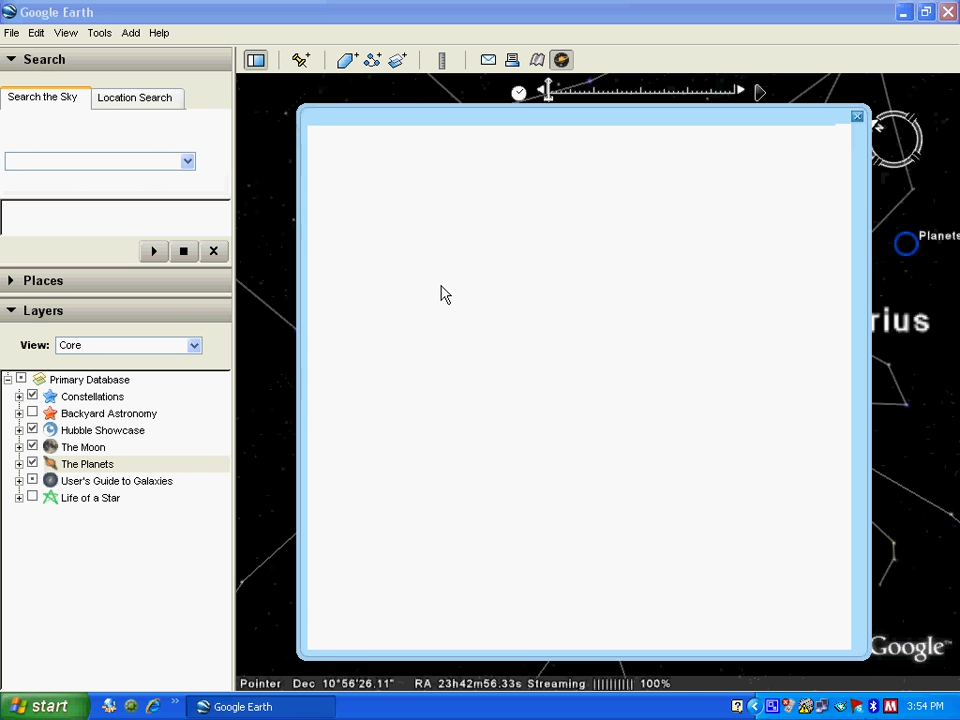 Google Earth
File Edit View Tools Add Help
Search
Search the Sky Location Search
Places
Layers
View: Core
Primary Database
Constellations
Backyard Astronomy
Hubble Showcase
The Moon
The Planets
User's Guide to Galaxies
Life of a Star
Planets
rius
Google™
Pointer Dec 10°56'26.11" RA 23h42m56.33s Streaming |||||||||| 100%
start
Google Earth
3:54 PM